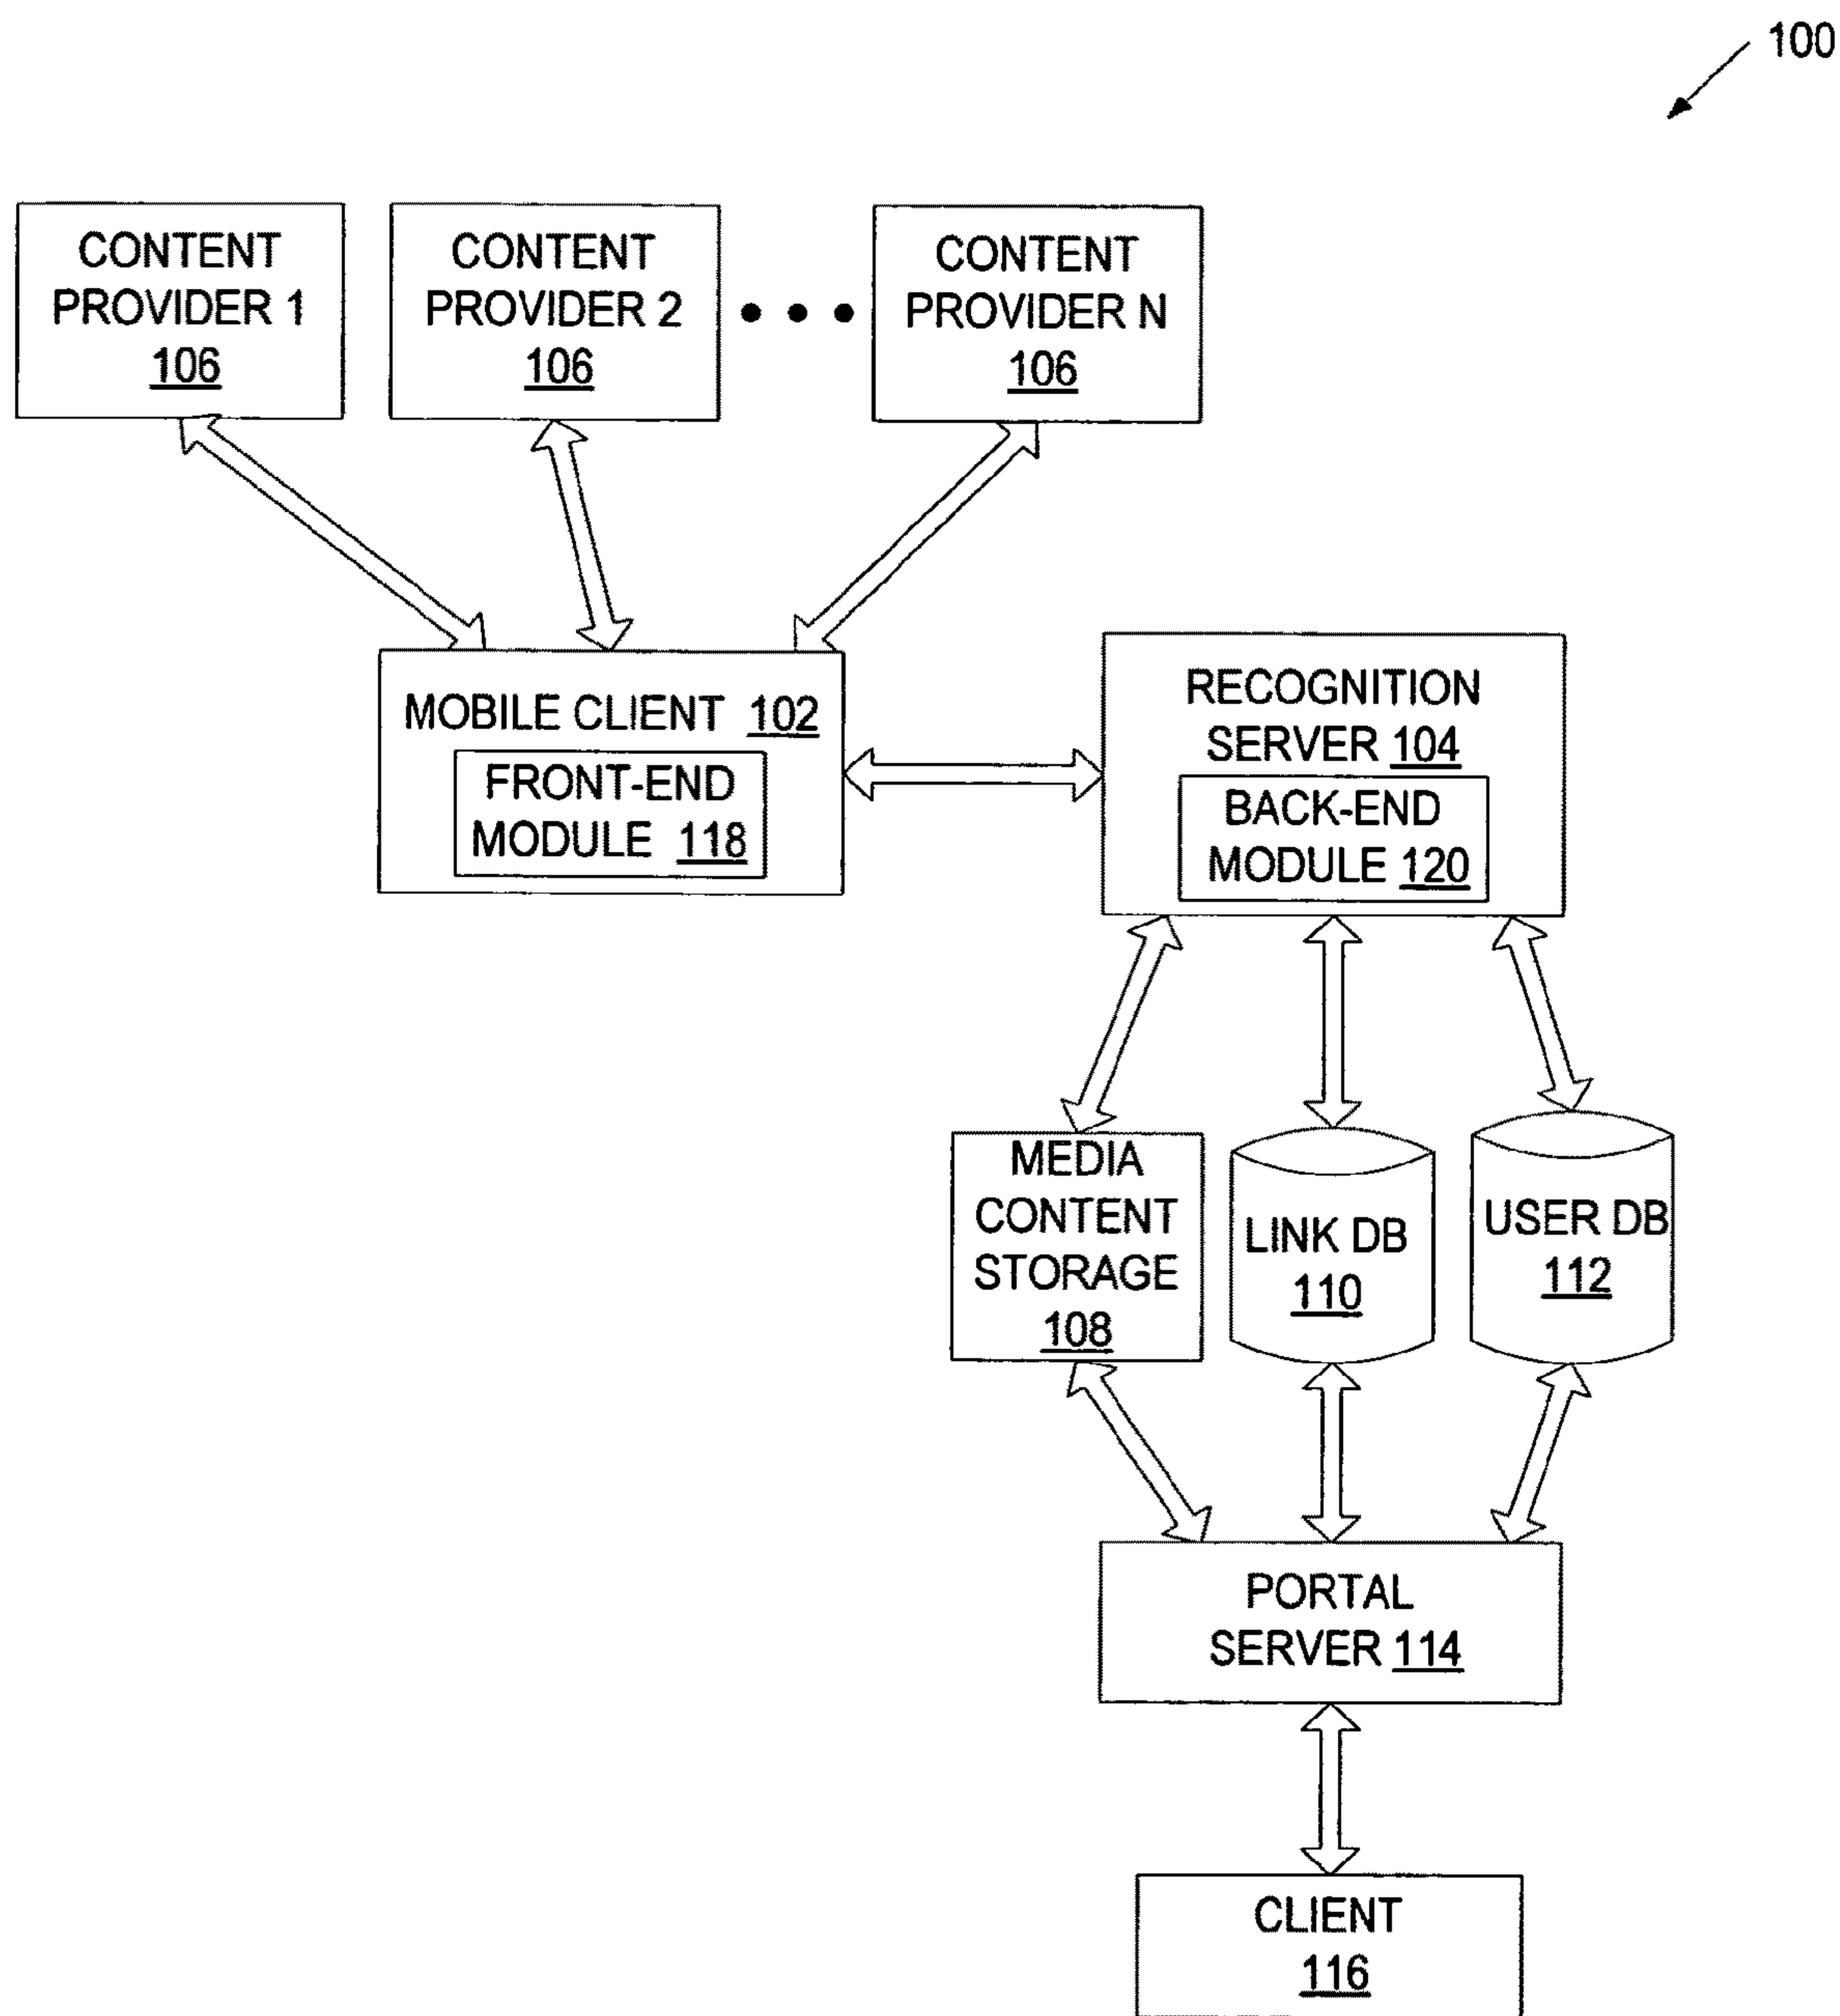 100
CONTENT
PROVIDER 1
106
CONTENT
PROVIDER 2
106
CONTENT
PROVIDER N
106
MOBILE CLIENT 102
FRONT-END
MODULE 118
RECOGNITION
SERVER 104
BACK-END
MODULE 120
MEDIA
CONTENT
STORAGE
108
LINK DB
110
USER DB
112
PORTAL
SERVER 114
CLIENT
116